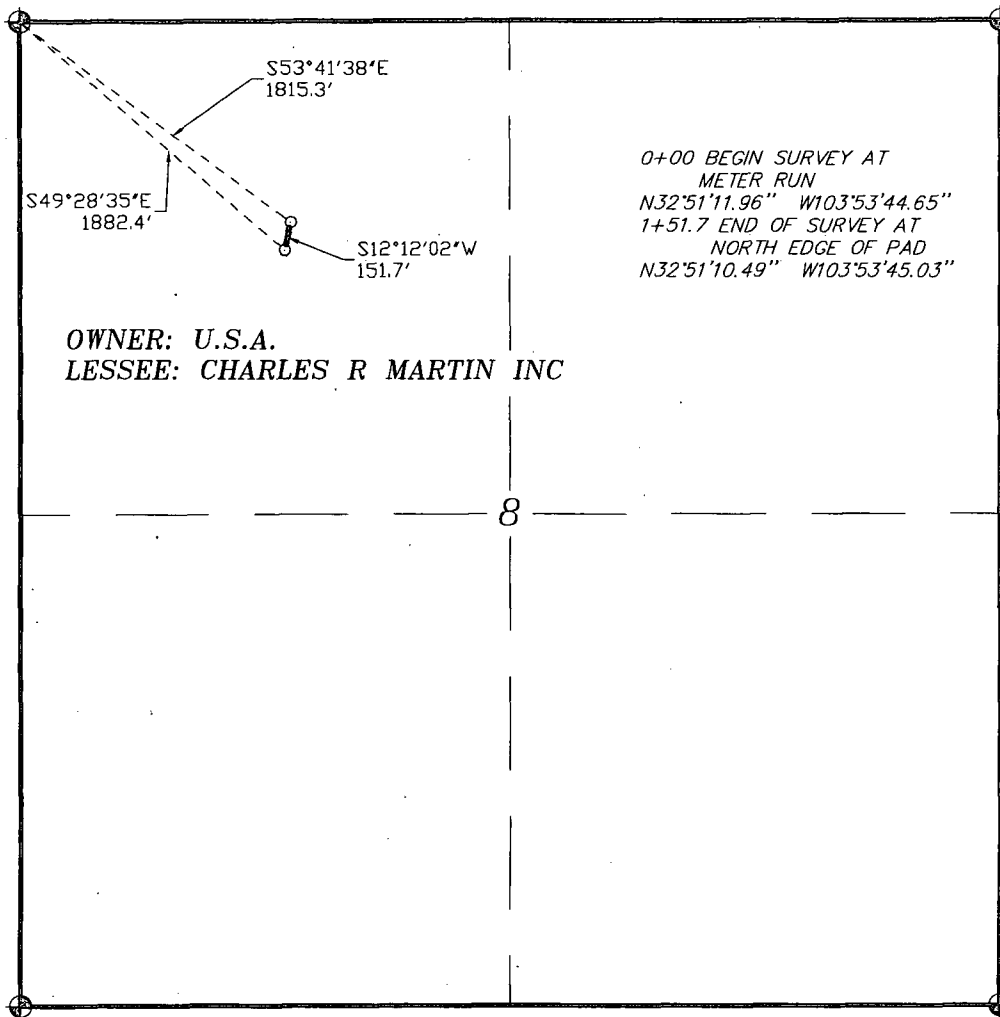 S53°41'38"E
1815.3'
S49°28'35"E
1882.4'
S12°12'02"W
151.7'
0+00 BEGIN SURVEY AT
METER RUN
N32°51'11.96" W103°53'44.65"
1+51.7 END OF SURVEY AT
NORTH EDGE OF PAD
N32°51'10.49" W103°53'45.03"
OWNER: U.S.A.
LESSEE: CHARLES R MARTIN INC
8